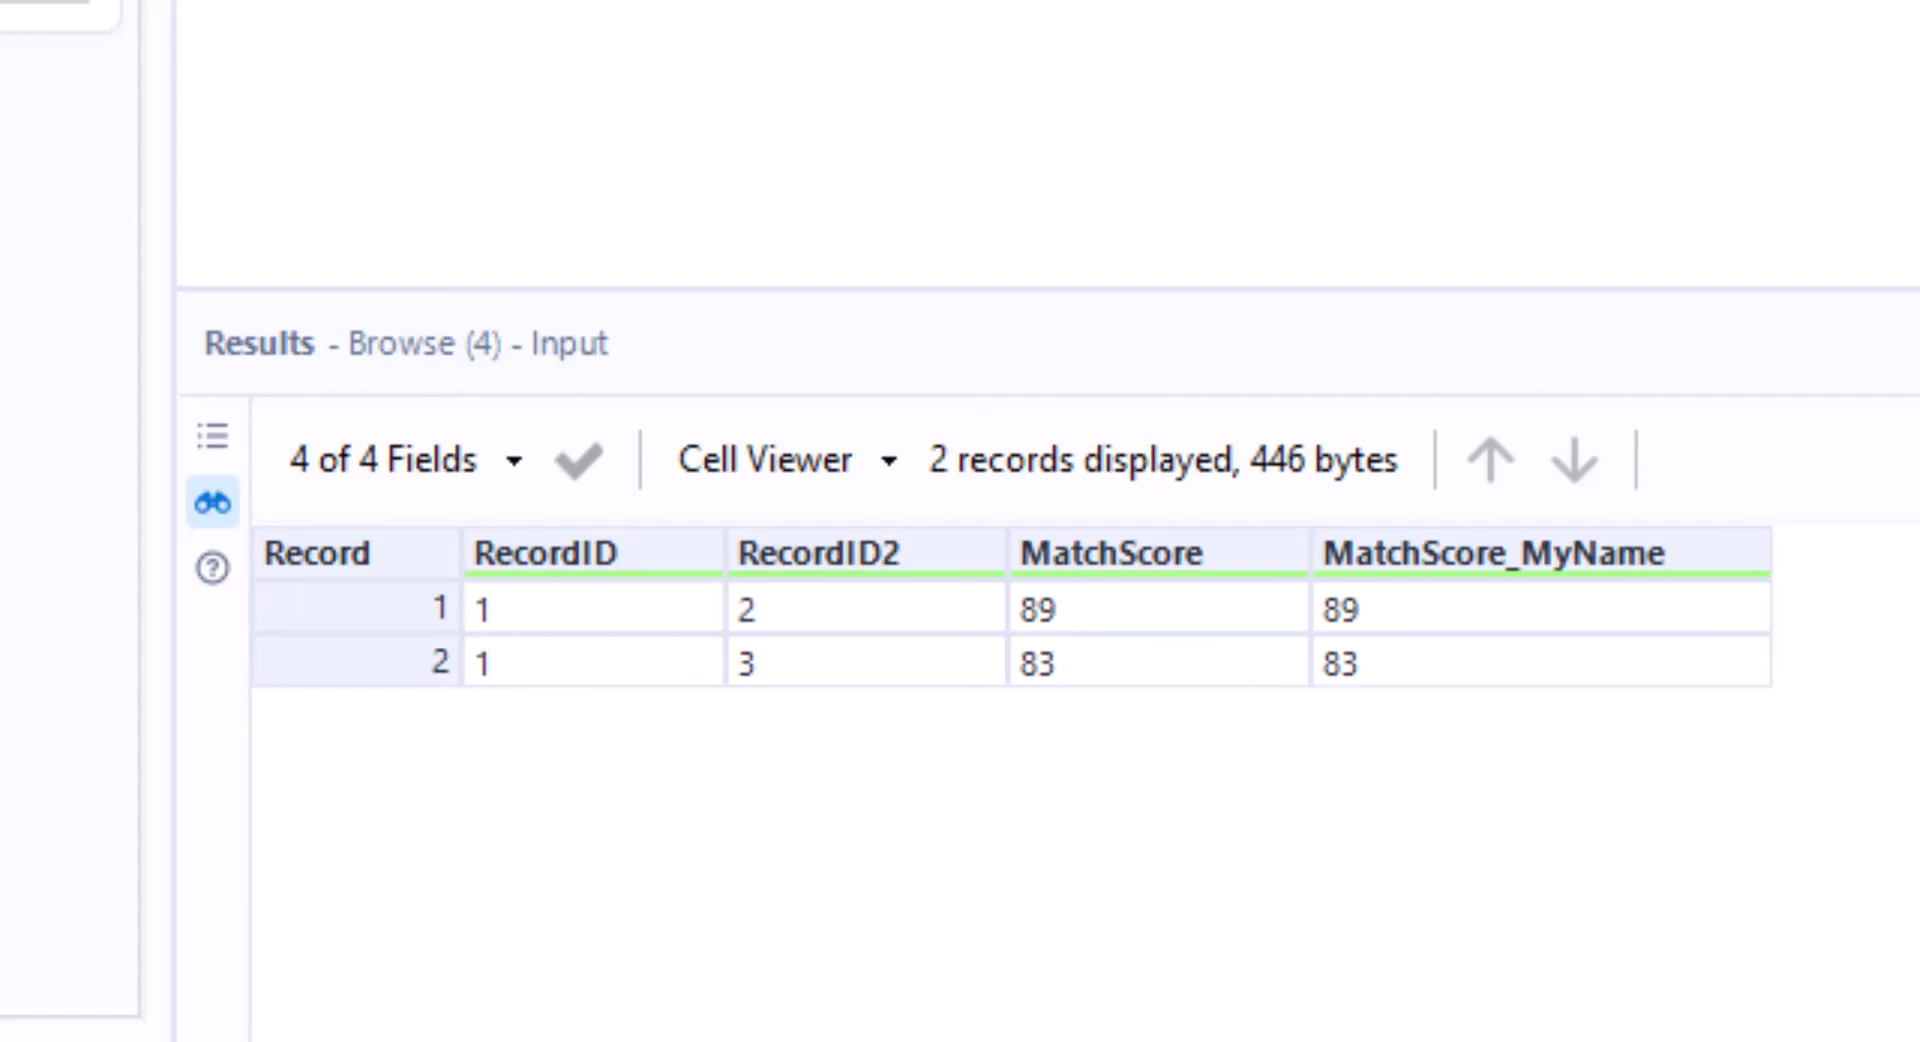 Results - Browse (4) - Input
4 of 4 Fields Cell Viewer 2 records displayed, 446 bytes
Record RecordID RecordID2 MatchScore MatchScore_MyName
1 1 2 89 89
2 1 3 83 83